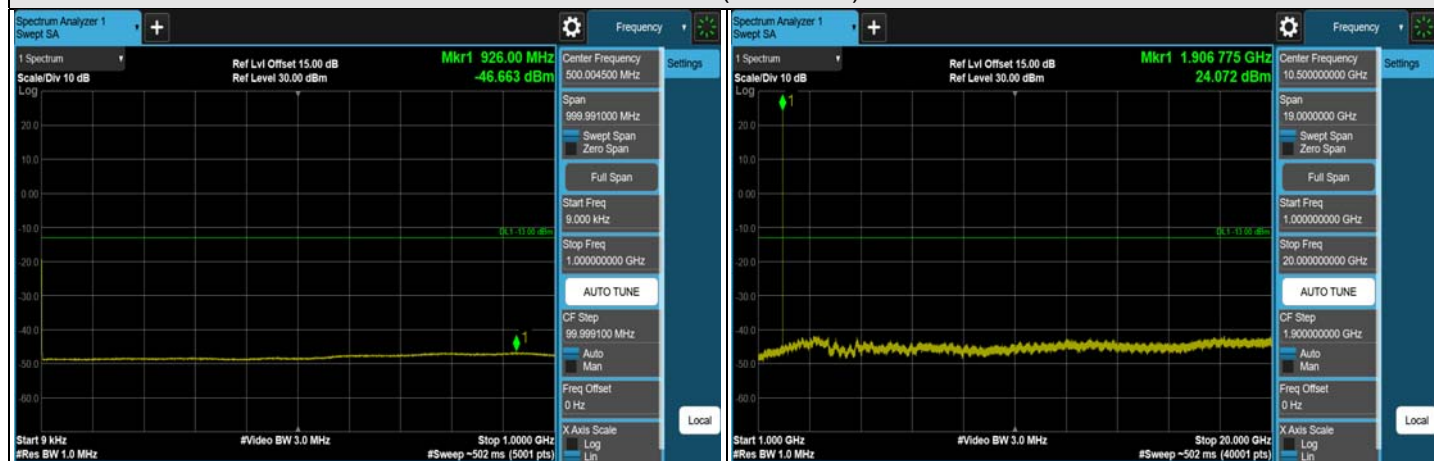 Spectrum Analyzer 1
Swept SA
+
Frequency
1 Spectrum
Scale/Div 10 dB
Log
Ref Lvl Offset 15.00 dB
Ref Level 30.00 dBm
Mkr1 926.00 MHz
-46.663 dBm
20.0
10.0
0.00
-10.0
-20.0
-30.0
-40.0
-50.0
-60.0
DL1 -13.00 dBm
1
Start 9 kHz
#Res BW 1.0 MHz
#Video BW 3.0 MHz
Stop 1.0000 GHz
#Sweep ~502 ms (5001 pts)
Center Frequency
500.004500 MHz
Settings
Span
999.991000 MHz
Swept Span
Zero Span
Full Span
Start Freq
9.000 kHz
Stop Freq
1.000000000 GHz
AUTO TUNE
CF Step
99.999100 MHz
Auto
Man
Freq Offset
0 Hz
X Axis Scale
Log
Lin
Local
Spectrum Analyzer 1
Swept SA
+
Frequency
1 Spectrum
Scale/Div 10 dB
Log
Ref Lvl Offset 15.00 dB
Ref Level 30.00 dBm
Mkr1 1.906 775 GHz
24.072 dBm
1
20.0
10.0
0.00
-10.0
-20.0
-30.0
-40.0
-50.0
-60.0
DL1 -13.00 dBm
Start 1.000 GHz
#Res BW 1.0 MHz
#Video BW 3.0 MHz
Stop 20.000 GHz
#Sweep ~502 ms (40001 pts)
Center Frequency
10.500000000 GHz
Settings
Span
19.0000000 GHz
Swept Span
Zero Span
Full Span
Start Freq
1.000000000 GHz
Stop Freq
20.000000000 GHz
AUTO TUNE
CF Step
1.900000000 GHz
Auto
Man
Freq Offset
0 Hz
X Axis Scale
Log
Lin
Local